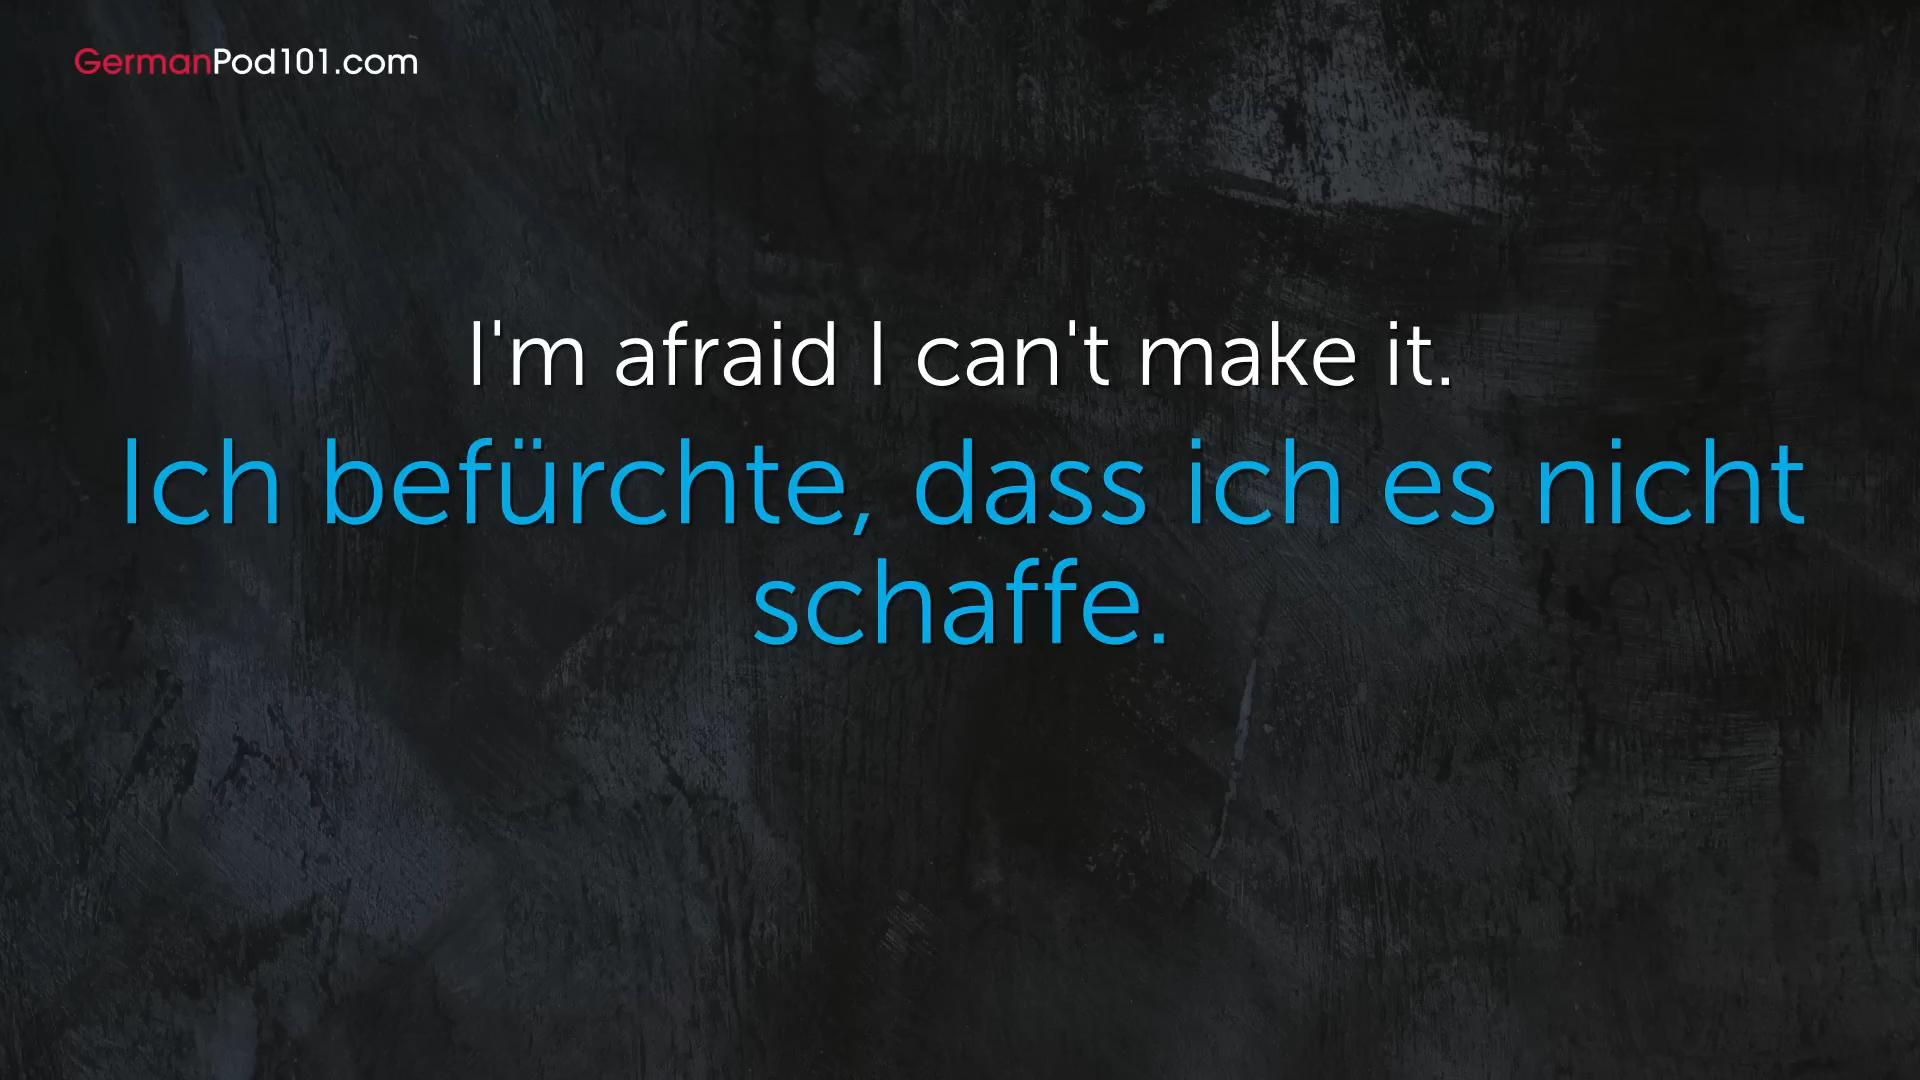 GermanPod101.com
I'm afraid I can't make it.
Ich befürchte, dass ich es nicht
schaffe.